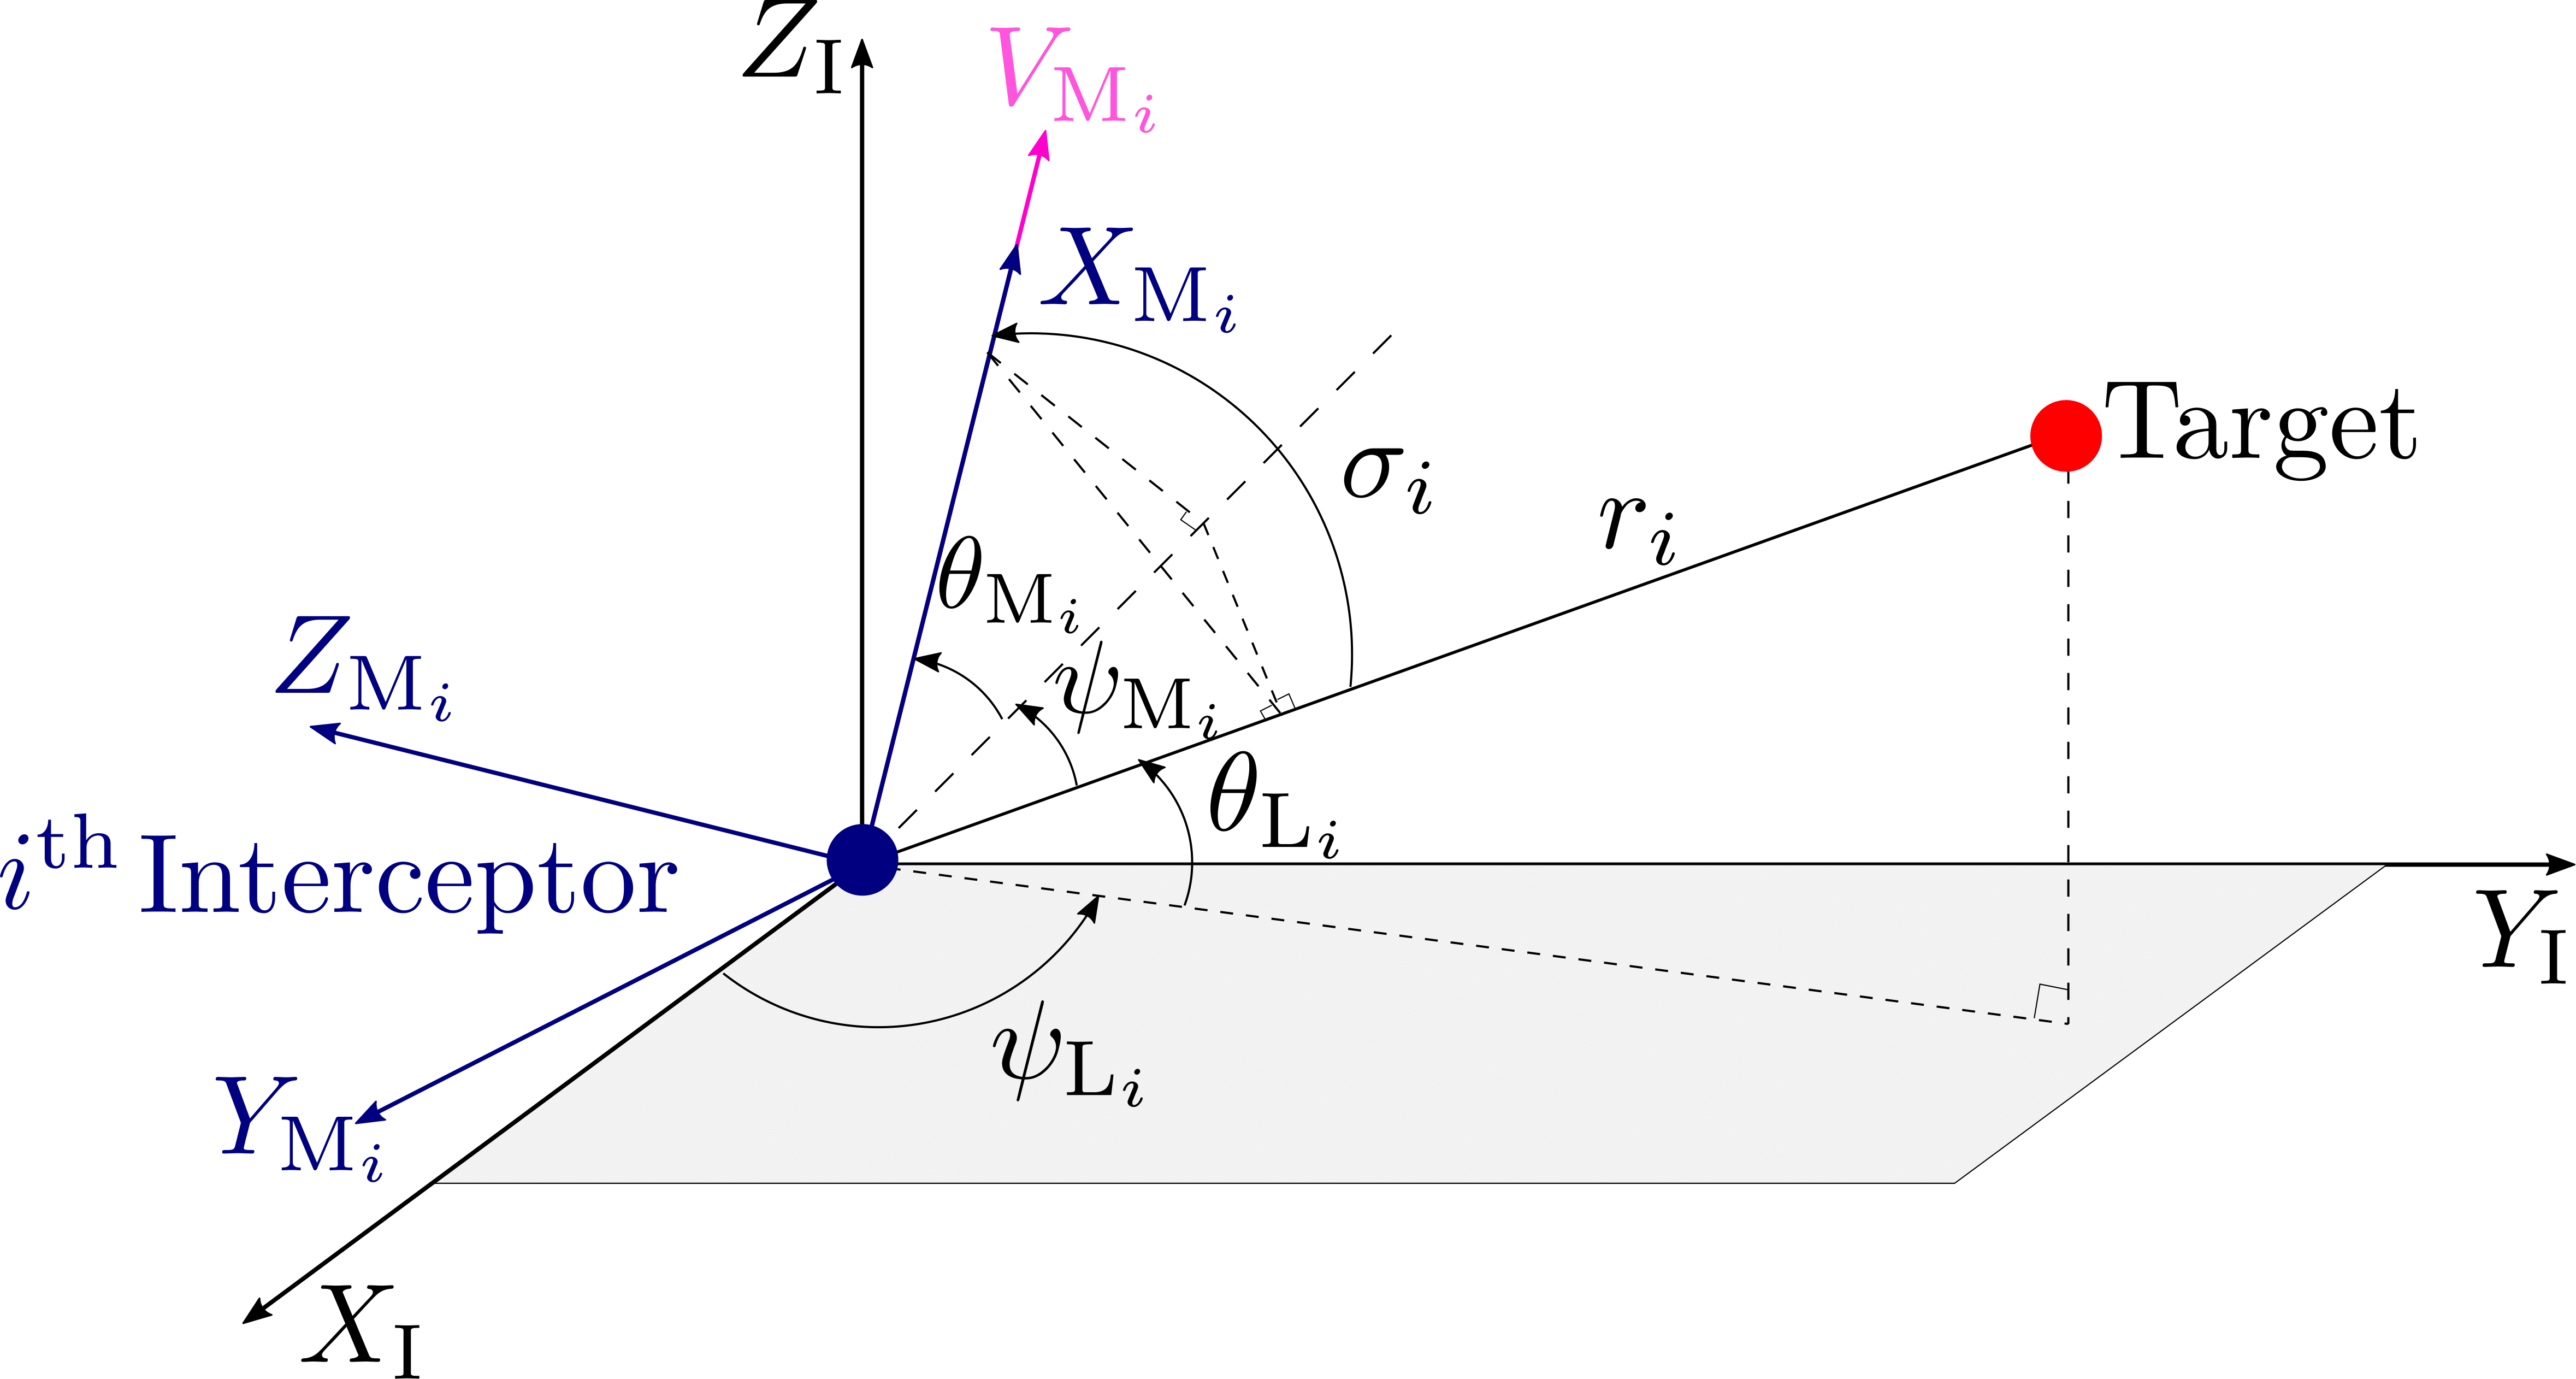 Z_I
V_{M_i}
X_{M_i}
Target
σ_i
r_i
θ_{M_i}
Z_{M_i}
ψ_{M_i}
θ_{L_i}
i^{th} Interceptor
Y_I
ψ_{L_i}
Y_{M_i}
X_I